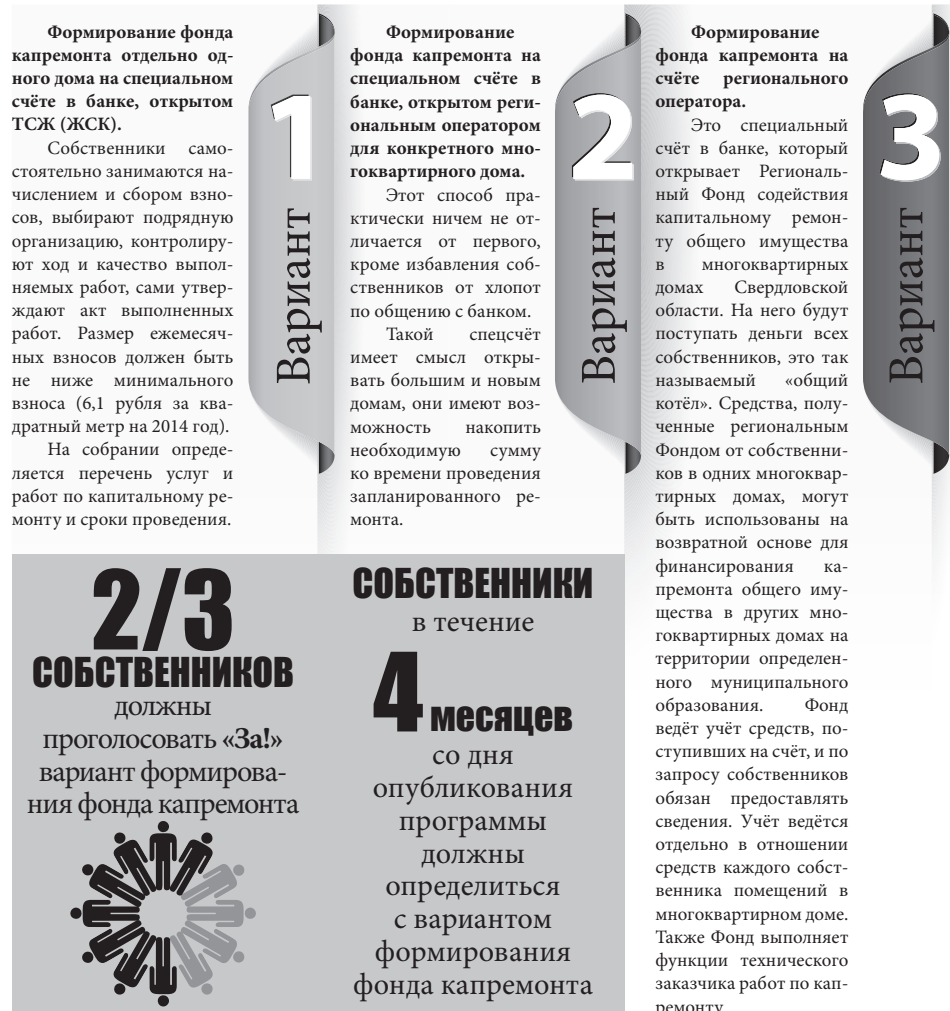 Формирование фонда
капремонта отдельно од-
ного дома на специальном
счёте в банке, открытом
ТСЖ (ЖСК).
Собственники само-
стоятельно занимаются на-
числением и сбором взно-
сов, выбирают подрядную
организацию, контролиру-
ют ход и качество выпол-
няемых работ, сами утвер-
ждают акт выполненных
работ. Размер ежемесяч-
ных взносов должен быть
не ниже минимального
взноса (6,1 рубля за ква-
дратный метр на 2014 год).
На собрании опреде-
ляется перечень услуг и
работ по капитальному ре-
монту и сроки проведения.
Вариант 1
Формирование
фонда капремонта на
специальном счёте в
банке, открытом реги-
ональным оператором
для конкретного мно-
гоквартирного дома.
Этот способ пра-
ктически ничем не от-
личается от первого,
кроме избавления соб-
ственников от хлопот
по общению с банком.
Такой спецсчёт
имеет смысл откры-
вать большим и новым
домам, они имеют воз-
можность накопить
необходимую сумму
ко времени проведения
запланированного ре-
монта.
Вариант 2
Формирование
фонда капремонта на
счёте регионального
оператора.
Это специальный
счёт в банке, который
открывает Региональ-
ный Фонд содействия
капитальному ремон-
ту общего имущества
в многоквартирных
домах Свердловской
области. На него будут
поступать деньги всех
собственников, это так
называемый «общий
котёл». Средства, полу-
ченные региональным
Фондом от собственни-
ков в одних многоквар-
тирных домах, могут
быть использованы на
возвратной основе для
финансирования ка-
премонта общего иму-
щества в других мно-
гоквартирных домах на
территории определен-
ного муниципального
образования. Фонд
ведёт учёт средств, по-
ступивших на счёт, и по
запросу собственников
обязан предоставлять
сведения. Учёт ведётся
отдельно в отношении
средств каждого собст-
венника помещений в
многоквартирном доме.
Также Фонд выполняет
функции технического
заказчика работ по кап-
ремонту
Вариант 3
2/3
СОБСТВЕННИКОВ
должны
проголосовать «За!»
вариант формирова-
ния фонда капремонта
СОБСТВЕННИКИ
в течение
4 месяцев
со дня
опубликования
программы
должны
определиться
с вариантом
формирования
фонда капремонта